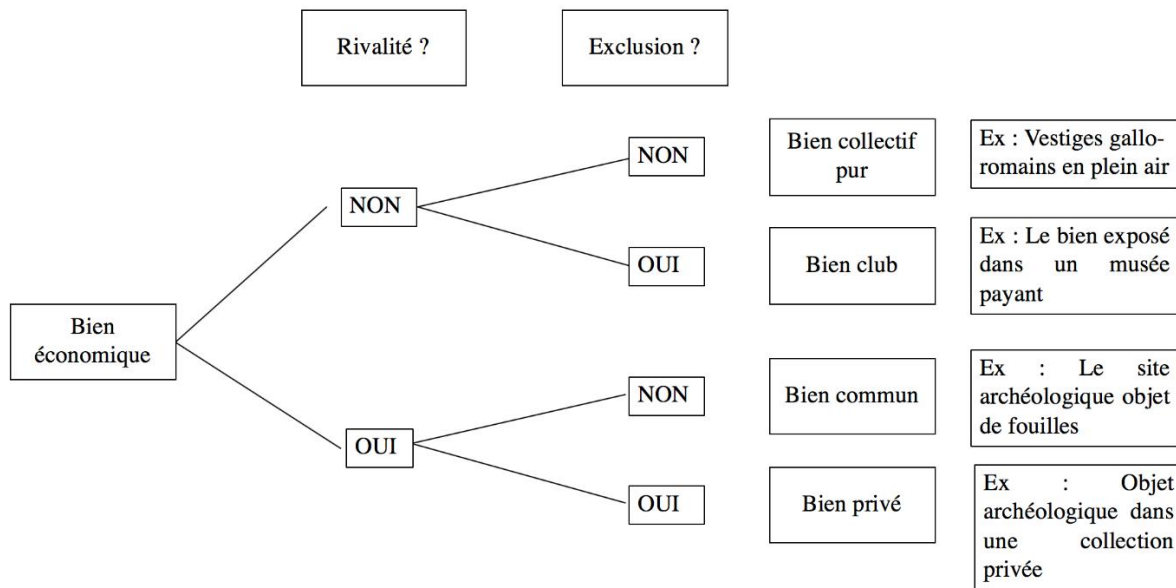 Rivalité ?
Exclusion ?
NON
Bien collectif
pur
Ex : Vestiges gallo-
romains en plein air
NON
OUI
Bien club
Ex : Le bien exposé
dans un musée
payant
Bien
économique
NON
Bien commun
Ex : Le site
archéologique objet
de fouilles
OUI
OUI
Bien privé
Ex : Objet
archéologique dans
une collection
privée